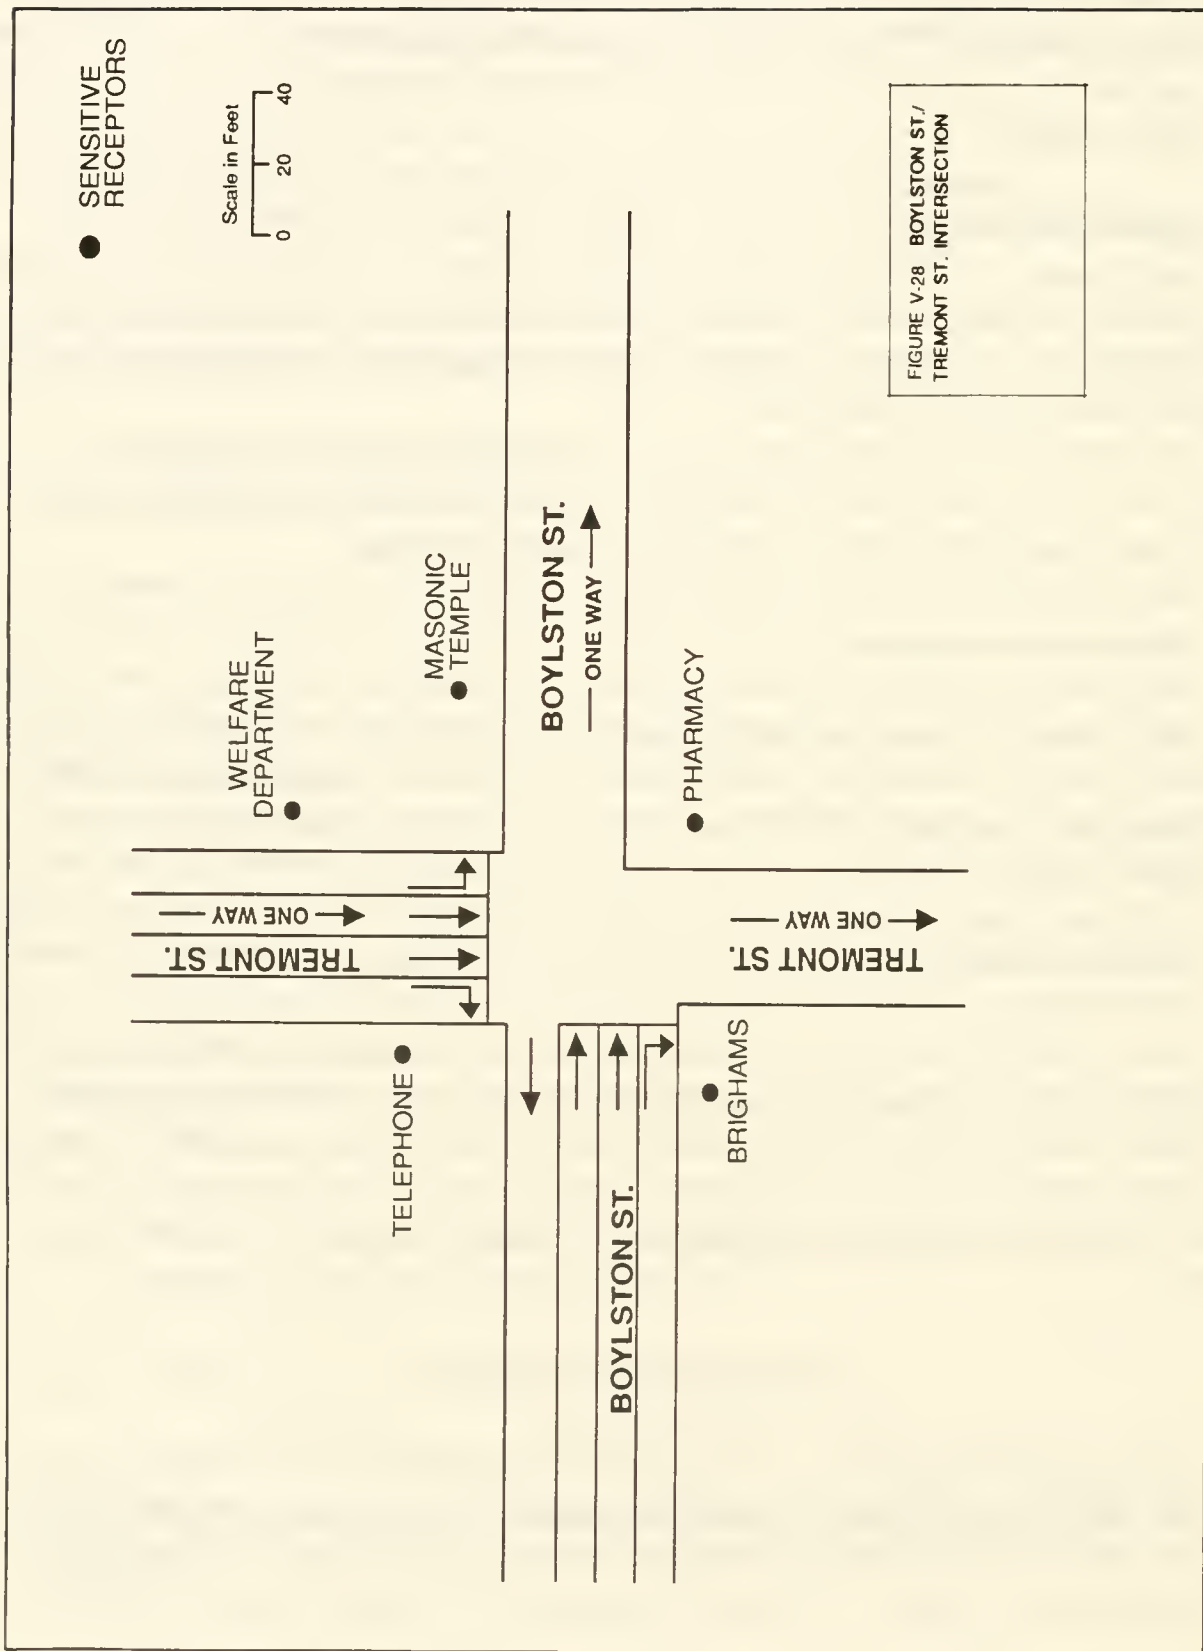 SENSITIVE
RECEPTORS
Scale in Feet
0 20 40
WELFARE
DEPARTMENT
MASONIC
TEMPLE
TELEPHONE
TREMONT ST.
ONE WAY
BOYLSTON ST.
ONE WAY
BOYLSTON ST.
BRIGHAMS
PHARMACY
TREMONT ST.
ONE WAY
FIGURE V-28 BOYLSTON ST./
TREMONT ST. INTERSECTION